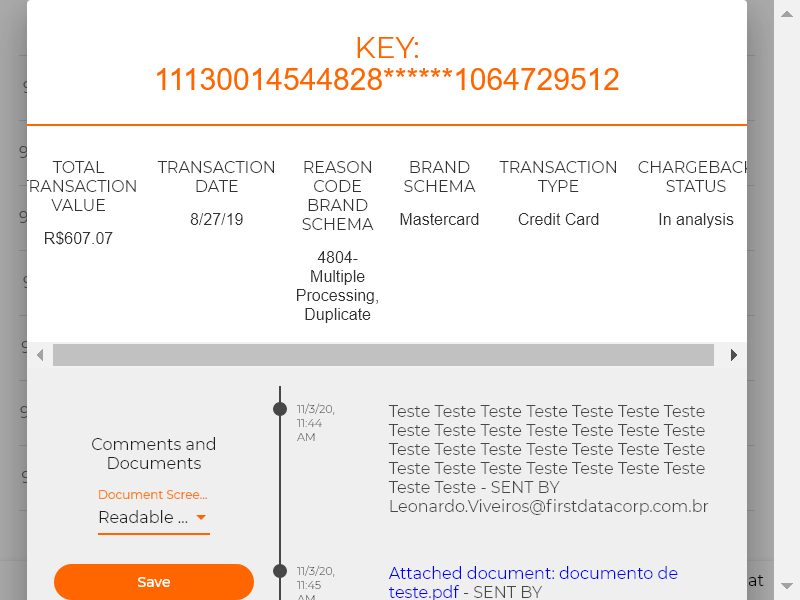 KEY:
11130014544828******1064729512
TOTAL
TRANSACTION
VALUE
R$607.07
TRANSACTION
DATE
8/27/19
REASON
CODE
BRAND
SCHEMA
4804-
Multiple
Processing,
Duplicate
BRAND
SCHEMA
Mastercard
TRANSACTION
TYPE
Credit Card
CHARGEBACK
STATUS
In analysis
Comments and
Documents
Document Scree...
Readable ...
Save
11/3/20,
11:44
AM
Teste Teste Teste Teste Teste Teste Teste
Teste Teste Teste Teste Teste Teste Teste
Teste Teste Teste Teste Teste Teste Teste
Teste Teste Teste Teste Teste Teste Teste
Teste Teste - SENT BY
Leonardo.Viveiros@firstdatacorp.com.br
11/3/20,
11:45
AM
Attached document: documento de
teste.pdf - SENT BY